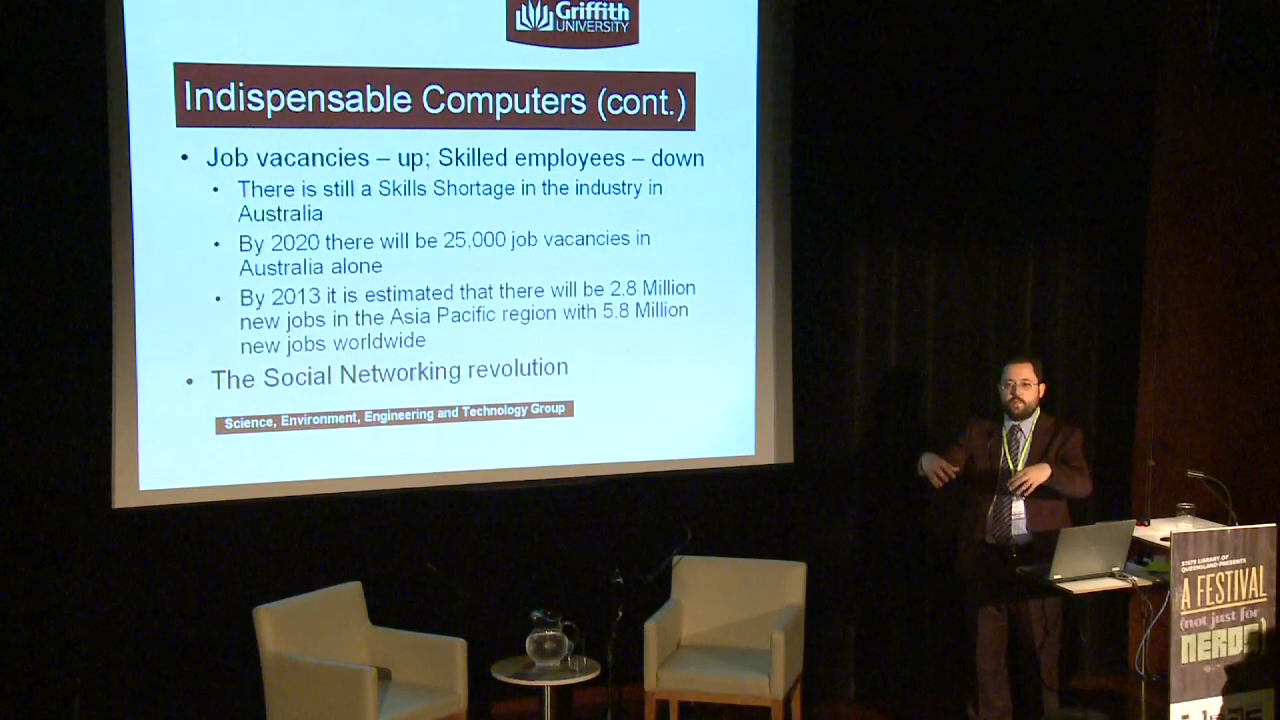 Griffith
UNIVERSITY
Indispensable Computers (cont.)
• Job vacancies – up; Skilled employees – down
• There is still a Skills Shortage in the industry in
Australia
• By 2020 there will be 25,000 job vacancies in
Australia alone
• By 2013 it is estimated that there will be 2.8 Million
new jobs in the Asia Pacific region with 5.8 Million
new jobs worldwide
• The Social Networking revolution
Science, Environment, Engineering and Technology Group
STATE LIBRARY OF
QUEENSLAND PRESENTS
A FESTIVAL
(not just for
NERDS)